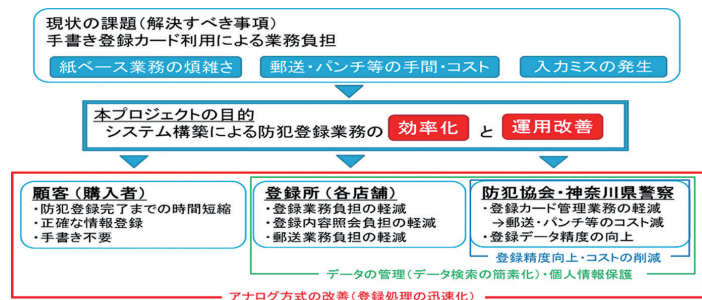 現状の課題(解決すべき事項)
手書き登録カード利用による業務負担
紙ベース業務の煩雑さ 郵送・パンチ等の手間・コスト 入力ミスの発生
本プロジェクトの目的
システム構築による防犯登録業務の 効率化 と 運用改善
顧客(購入者)
・防犯登録完了までの時間短縮
・正確な情報登録
・手書き不要
登録所(各店舗)
・登録業務負担の軽減
・登録内容照会負担の軽減
・郵送業務負担の軽減
防犯協会・神奈川県警察
・登録カード管理業務の軽減
→郵送・パンチ等のコスト減
・登録データ精度の向上
登録精度向上・コストの削減
データの管理(データ検索の簡素化)・個人情報保護
アナログ方式の改善(登録処理の迅速化)